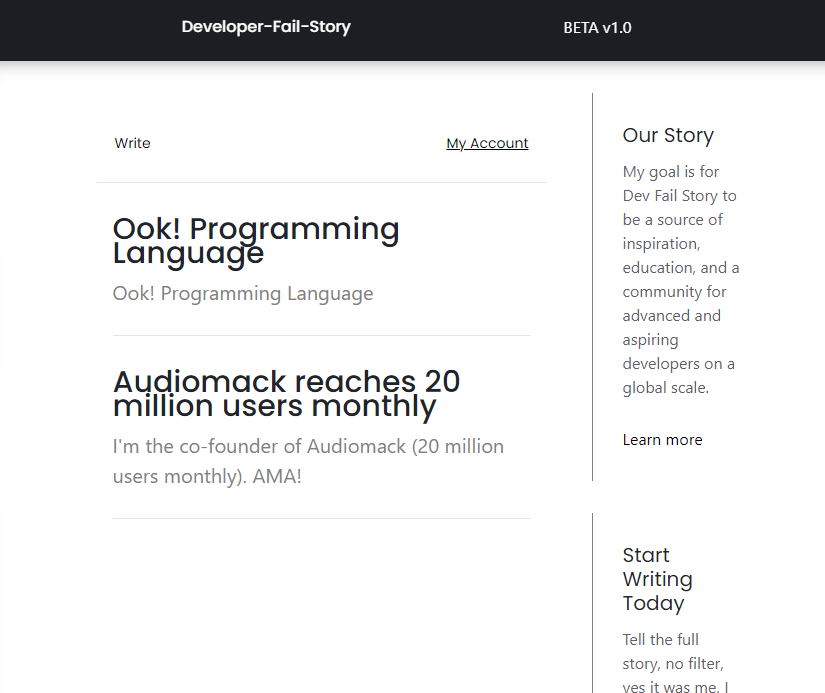 Developer-Fail-Story
BETA v1.0
Write
My Account
Ook! Programming
Language
Ook! Programming Language
Audiomack reaches 20
million users monthly
I'm the co-founder of Audiomack (20 million
users monthly). AMA!
Our Story
My goal is for
Dev Fail Story to
be a source of
inspiration,
education, and a
community for
advanced and
aspiring
developers on a
global scale.
Learn more
Start
Writing
Today
Tell the full
story, no filter,
yes it was me, I